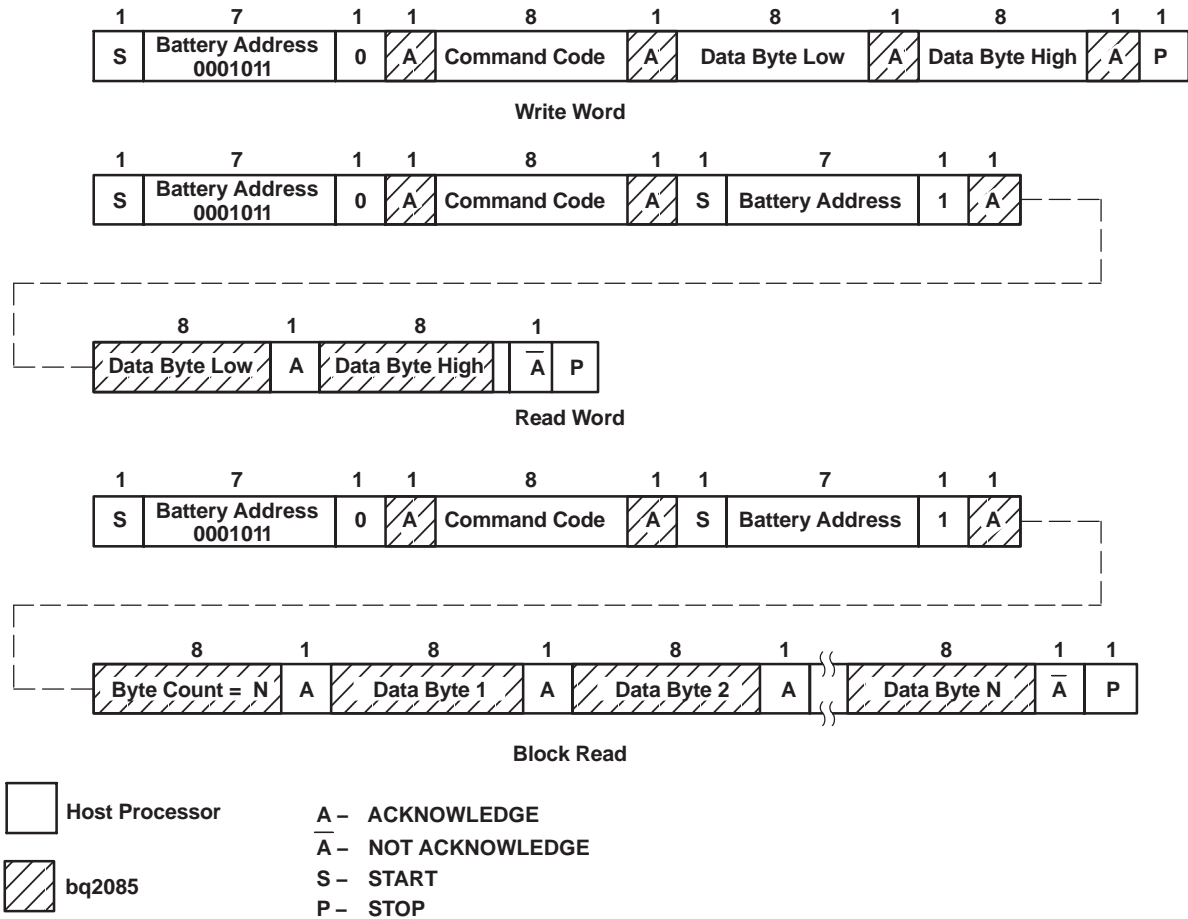 1 7 1 1 8 1 8 1 8 1 1
S Battery Address 0 A Command Code A Data Byte Low A Data Byte High A P
0001011
Write Word
1 7 1 1 8 1 1 7 1 1
S Battery Address 0 A Command Code A S Battery Address 1 A
0001011
8 1 8 1
Data Byte Low A Data Byte High A̅ P
Read Word
1 7 1 1 8 1 1 7 1 1
S Battery Address 0 A Command Code A S Battery Address 1 A
0001011
8 1 8 1 8 1 8 1 1
Byte Count = N A Data Byte 1 A Data Byte 2 A Data Byte N A̅ P
Block Read
Host Processor
bq2085
A – ACKNOWLEDGE
A̅ – NOT ACKNOWLEDGE
S – START
P – STOP